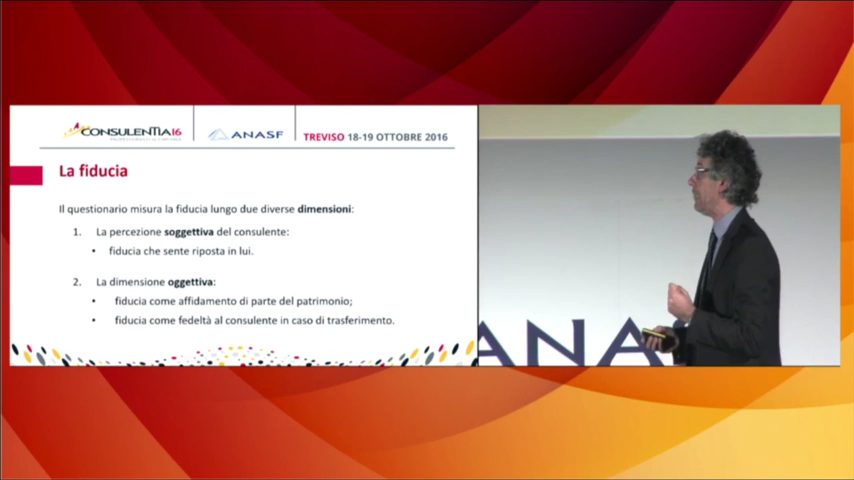 CONSULENTIA16
ANASF
TREVISO 18-19 OTTOBRE 2016
La fiducia
Il questionario misura la fiducia lungo due diverse dimensioni:
1. La percezione soggettiva del consulente:
• fiducia che sente riposta in lui.
2. La dimensione oggettiva:
• fiducia come affidamento di parte del patrimonio;
• fiducia come fedeltà al consulente in caso di trasferimento.
ANA